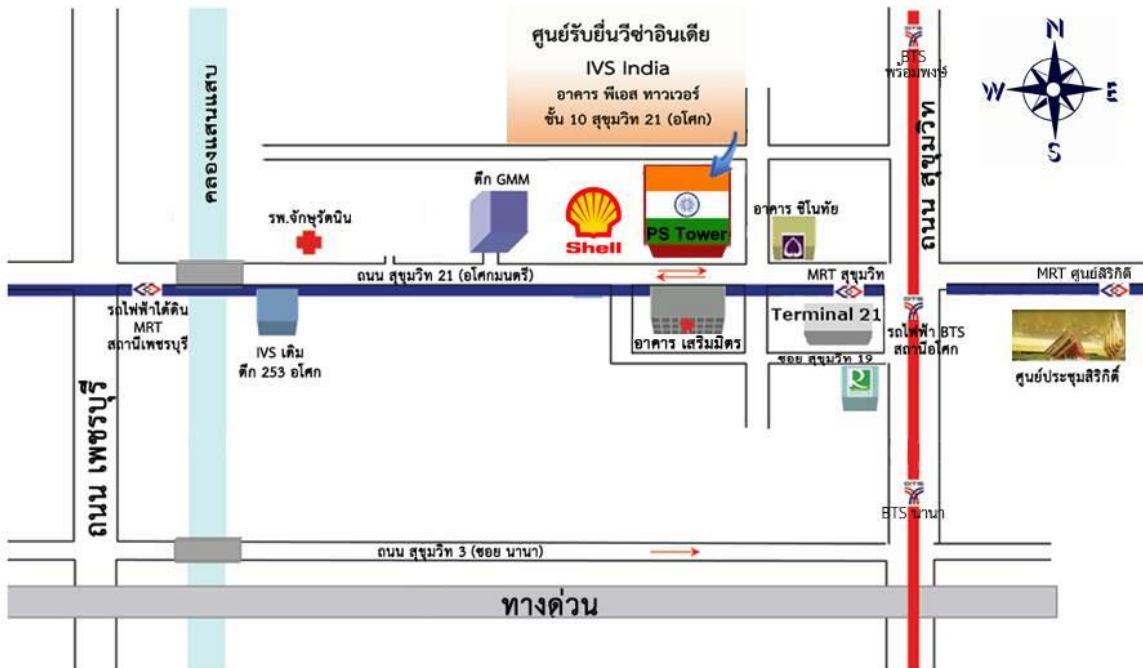 ศูนย์รับยื่นวีซ่าอินเดีย
IVS India
อาคาร พีเอส ทาวเวอร์
ชั้น 10 สุขุมวิท 21 (อโศก)
BTS
พร้อมพงษ์
N
W
E
S
คลองแสนแสบ
ถนน สุขุมวิท
ตึก GMM
รพ.จักษุรัตนิน
Shell
PS Tower
อาคาร ชิโนทัย
ถนน สุขุมวิท 21 (อโศกมนตรี)
MRT สุขุมวิท
MRT ศูนย์สิริกิติ์
รถไฟฟ้าใต้ดิน
MRT
สถานีเพชรบุรี
IVS เดิม
ตึก 253 อโศก
อาคาร เสริมมิตร
Terminal 21
BTS
รถไฟฟ้า BTS
สถานีอโศก
ซอย สุขุมวิท 19
ศูนย์ประชุมสิริกิติ์
ถนน เพชรบุรี
BTS
BTS นานา
ถนน สุขุมวิท 3 (ซอย นานา)
ทางด่วน